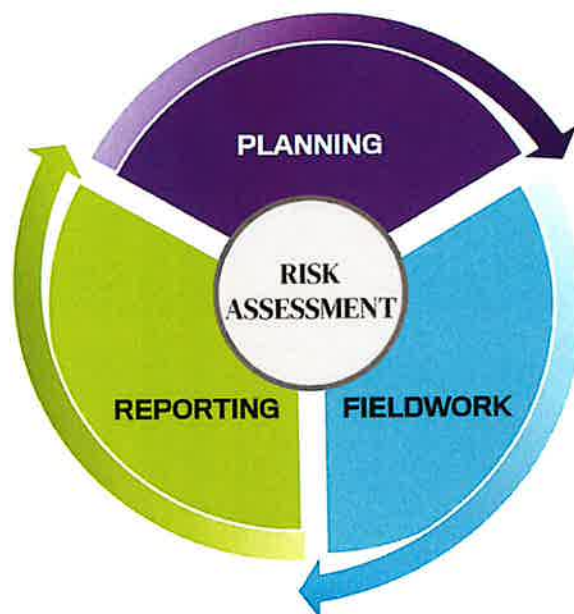 PLANNING
RISK
ASSESSMENT
REPORTING
FIELDWORK